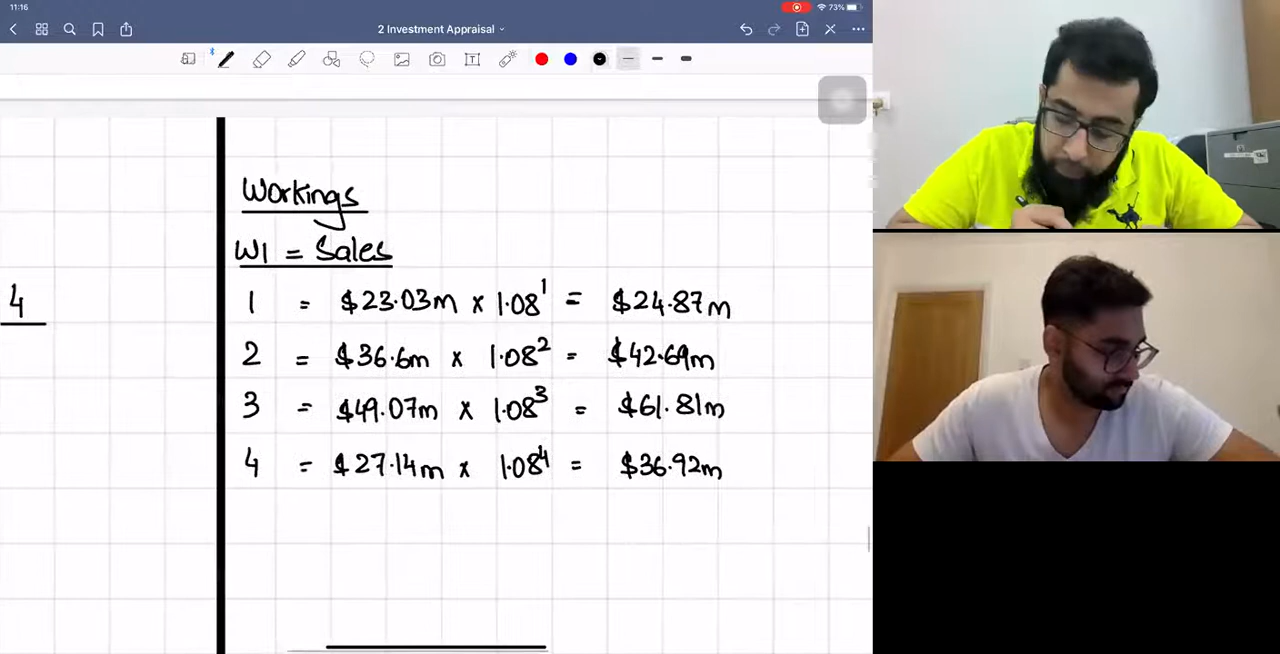 11:16
73%
2 Investment Appraisal
Workings
W1 = Sales
4
1 = $23.03m × 1.08¹ = $24.87m
2 = $36.6m × 1.08² = $42.69m
3 = $49.07m × 1.08³ = $61.81m
4 = $27.14m × 1.08⁴ = $36.92m